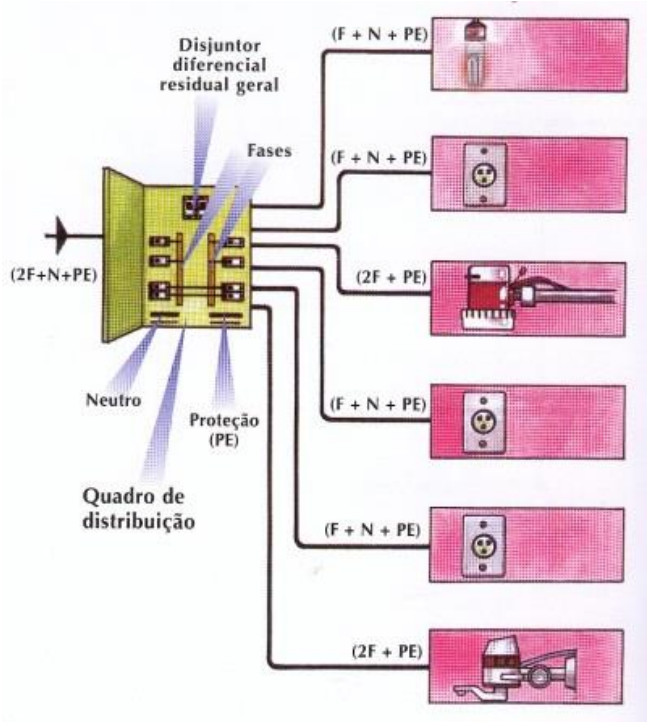 Disjuntor
diferencial
residual geral
Fases
(2F+N+PE)
Neutro
Proteção
(PE)
Quadro de
distribuição
(F + N + PE)
(F + N + PE)
(2F + PE)
(F + N + PE)
(F + N + PE)
(2F + PE)